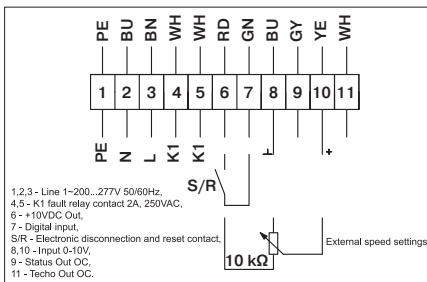 PE BU BN WH WH RD GN BU GY YE WH
1 2 3 4 5 6 7 8 9 10 11
PE N L K1 K1 ⊥ +
S/R
1,2,3 - Line 1~200...277V 50/60Hz,
4,5 - K1 fault relay contact 2A, 250VAC,
6 - +10VDC Out,
7 - Digital input,
S/R - Electronic disconnection and reset contact,
8,10 - Input 0-10V,
9 - Status Out OC,
11 - Techo Out OC.
10 kΩ
External speed settings